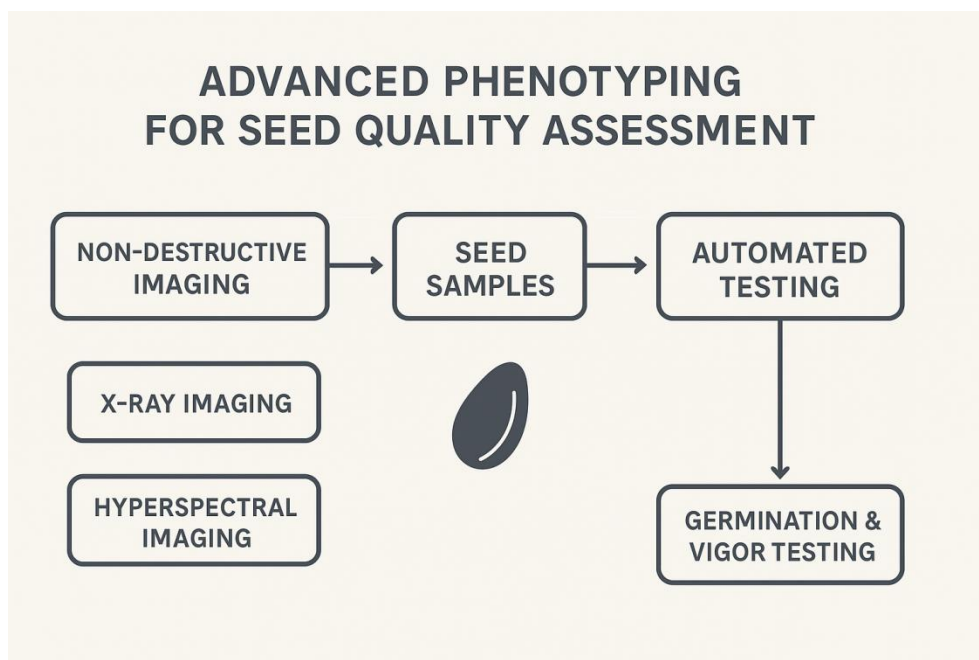 ADVANCED PHENOTYPING
FOR SEED QUALITY ASSESSMENT
NON-DESTRUCTIVE
IMAGING
SEED
SAMPLES
AUTOMATED
TESTING
X-RAY IMAGING
HYPERSPECTRAL
IMAGING
GERMINATION &
VIGOR TESTING